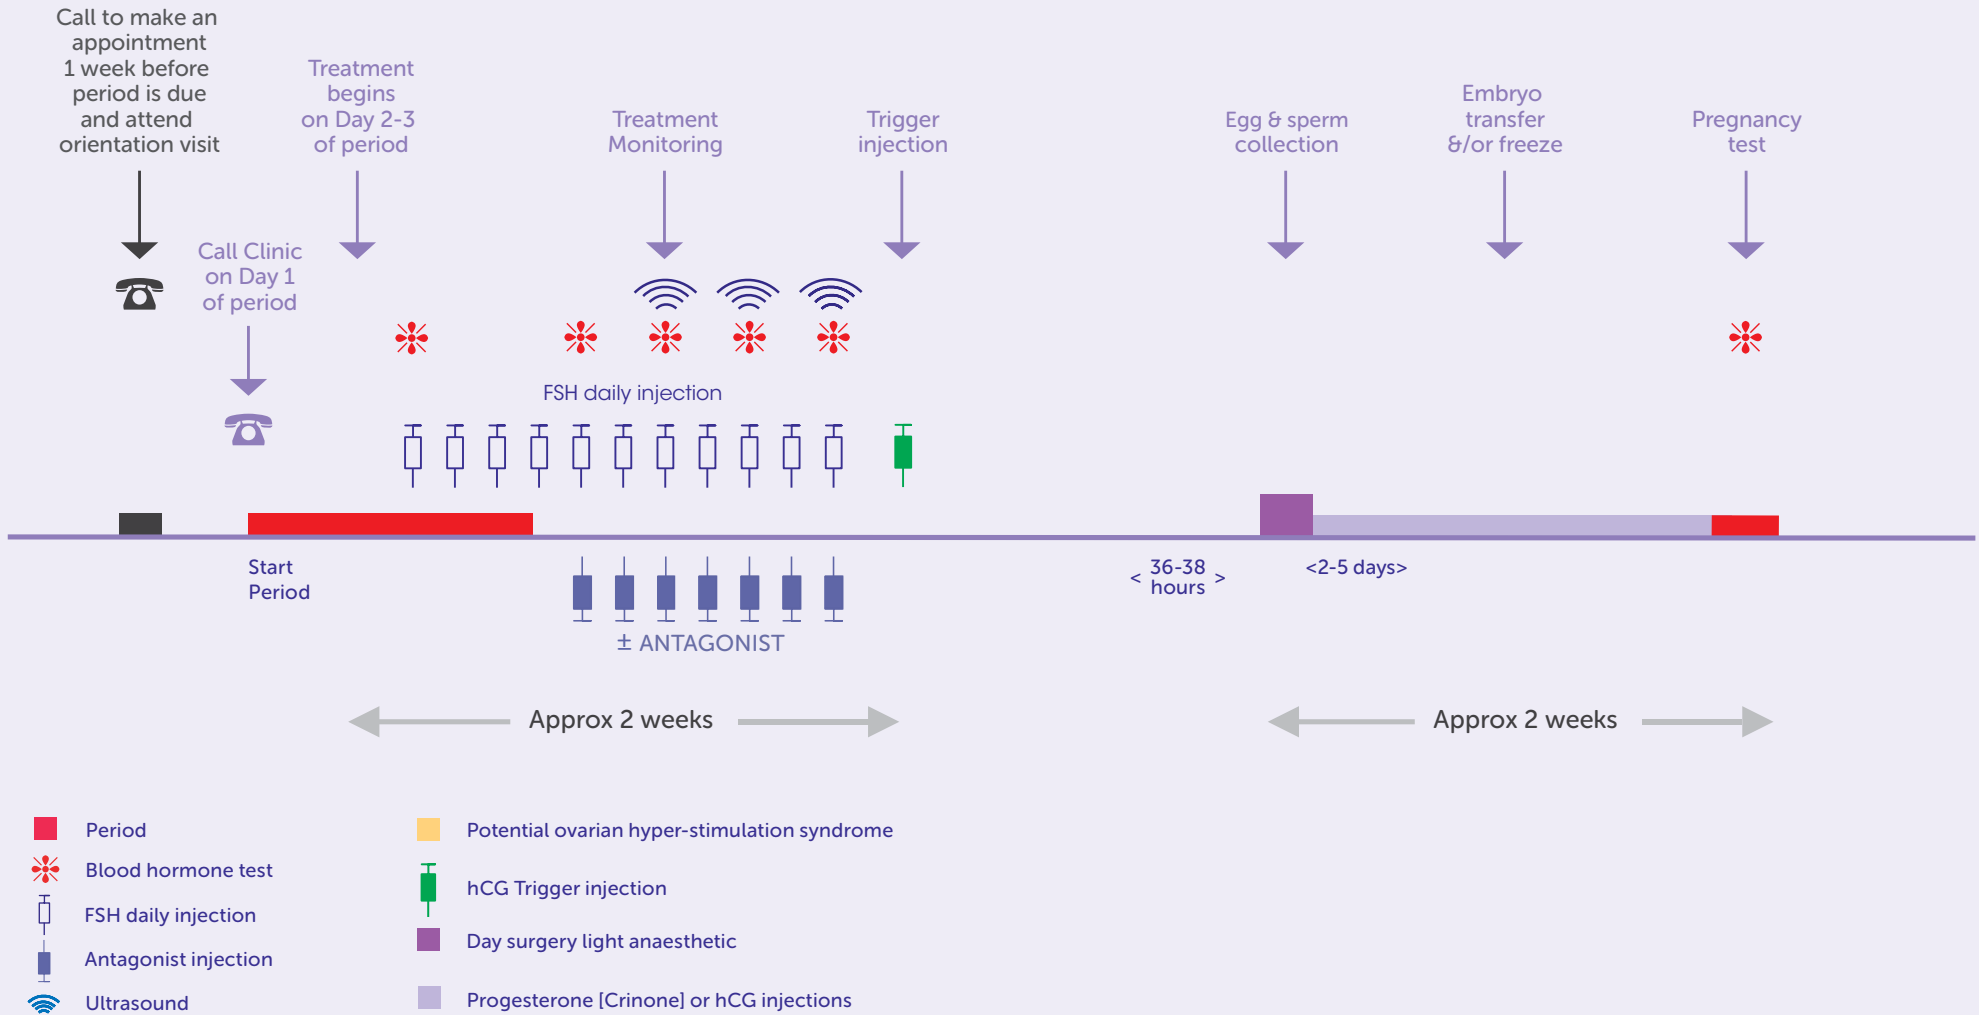 Call to make an
appointment
1 week before
period is due
and attend
orientation visit
Treatment
begins
on Day 2-3
of period
Treatment
Monitoring
Trigger
injection
Egg & sperm
collection
Embryo
transfer
&/or freeze
Pregnancy
test
Call Clinic
on Day 1
of period
FSH daily injection
Start
Period
± ANTAGONIST
< 36-38 >
hours
<2-5 days>
Approx 2 weeks
Approx 2 weeks
Period
Blood hormone test
FSH daily injection
Antagonist injection
Ultrasound
Potential ovarian hyper-stimulation syndrome
hCG Trigger injection
Day surgery light anaesthetic
Progesterone [Crinone] or hCG injections